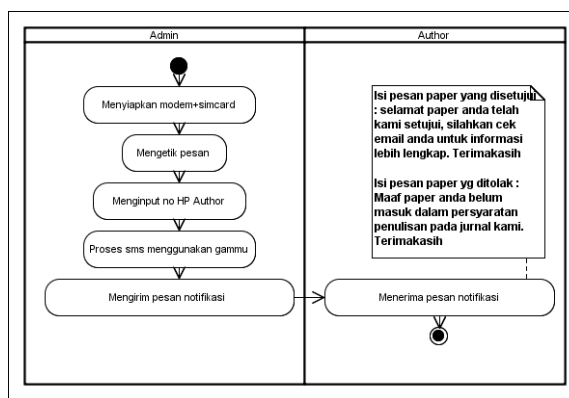 Admin
Author
Menyiapkan modem+simcard
Mengetik pesan
Menginput no HP Author
Proses sms menggunakan gammu
Mengirim pesan notifikasi
Isi pesan paper yang disetujui
: selamat paper anda telah
kami setujui, silahkan cek
email anda untuk informasi
lebih lengkap. Terimakasih
Isi pesan paper yg ditolak :
Maaf paper anda belum
masuk dalam persyaratan
penulisan pada jurnal kami.
Terimakasih
Menerima pesan notifikasi